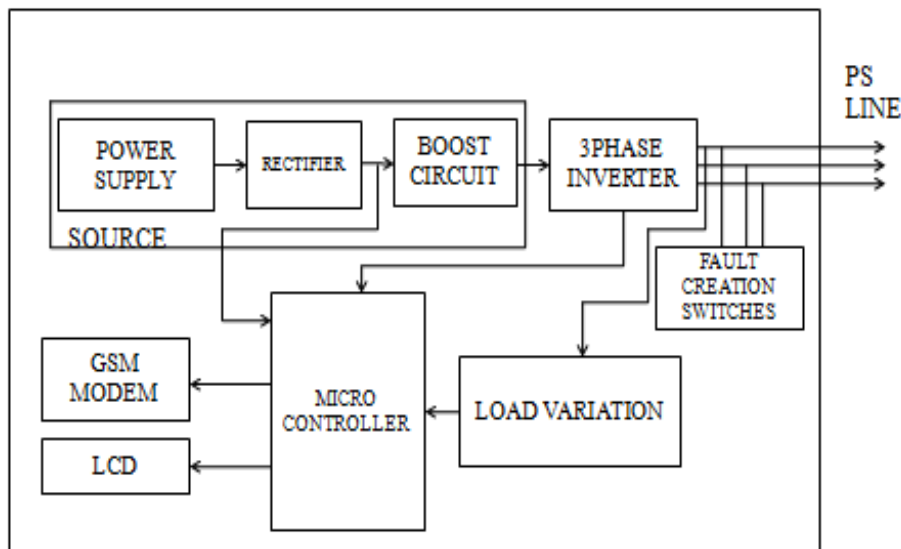 PS
LINE
POWER
SUPPLY
RECTIFIER
BOOST
CIRCUIT
3PHASE
INVERTER
SOURCE
FAULT
CREATION
SWITCHES
GSM
MODEM
MICRO
CONTROLLER
LOAD VARIATION
LCD